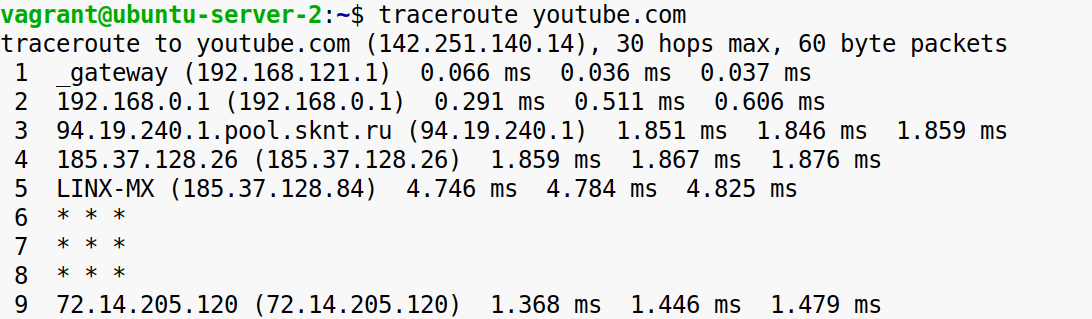 vagrant@ubuntu-server-2:~$ traceroute youtube.com
traceroute to youtube.com (142.251.140.14), 30 hops max, 60 byte packets
 1  _gateway (192.168.121.1)  0.066 ms  0.036 ms  0.037 ms
 2  192.168.0.1 (192.168.0.1)  0.291 ms  0.511 ms  0.606 ms
 3  94.19.240.1.pool.sknt.ru (94.19.240.1)  1.851 ms  1.846 ms  1.859 ms
 4  185.37.128.26 (185.37.128.26)  1.859 ms  1.867 ms  1.876 ms
 5  LINX-MX (185.37.128.84)  4.746 ms  4.784 ms  4.825 ms
 6  * * *
 7  * * *
 8  * * *
 9  72.14.205.120 (72.14.205.120)  1.368 ms  1.446 ms  1.479 ms